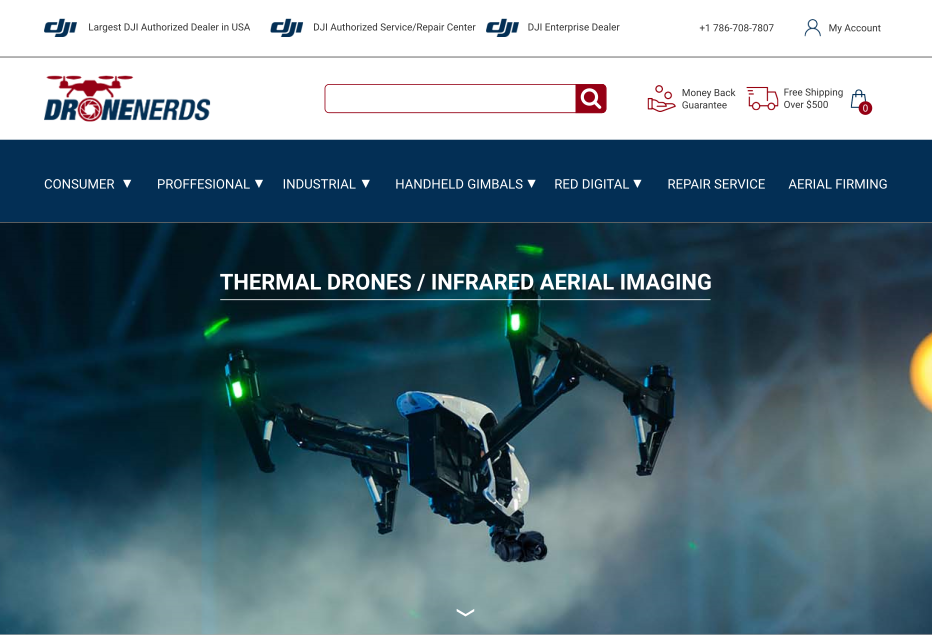 dji Largest DJI Authorized Dealer in USA dji DJI Authorized Service/Repair Center dji DJI Enterprise Dealer +1 786-708-7807 My Account
DRONENERDS
Money Back
Guarantee
Free Shipping
Over $500
0
CONSUMER ▼ PROFFESIONAL ▼ INDUSTRIAL ▼ HANDHELD GIMBALS ▼ RED DIGITAL ▼ REPAIR SERVICE AERIAL FIRMING
THERMAL DRONES / INFRARED AERIAL IMAGING